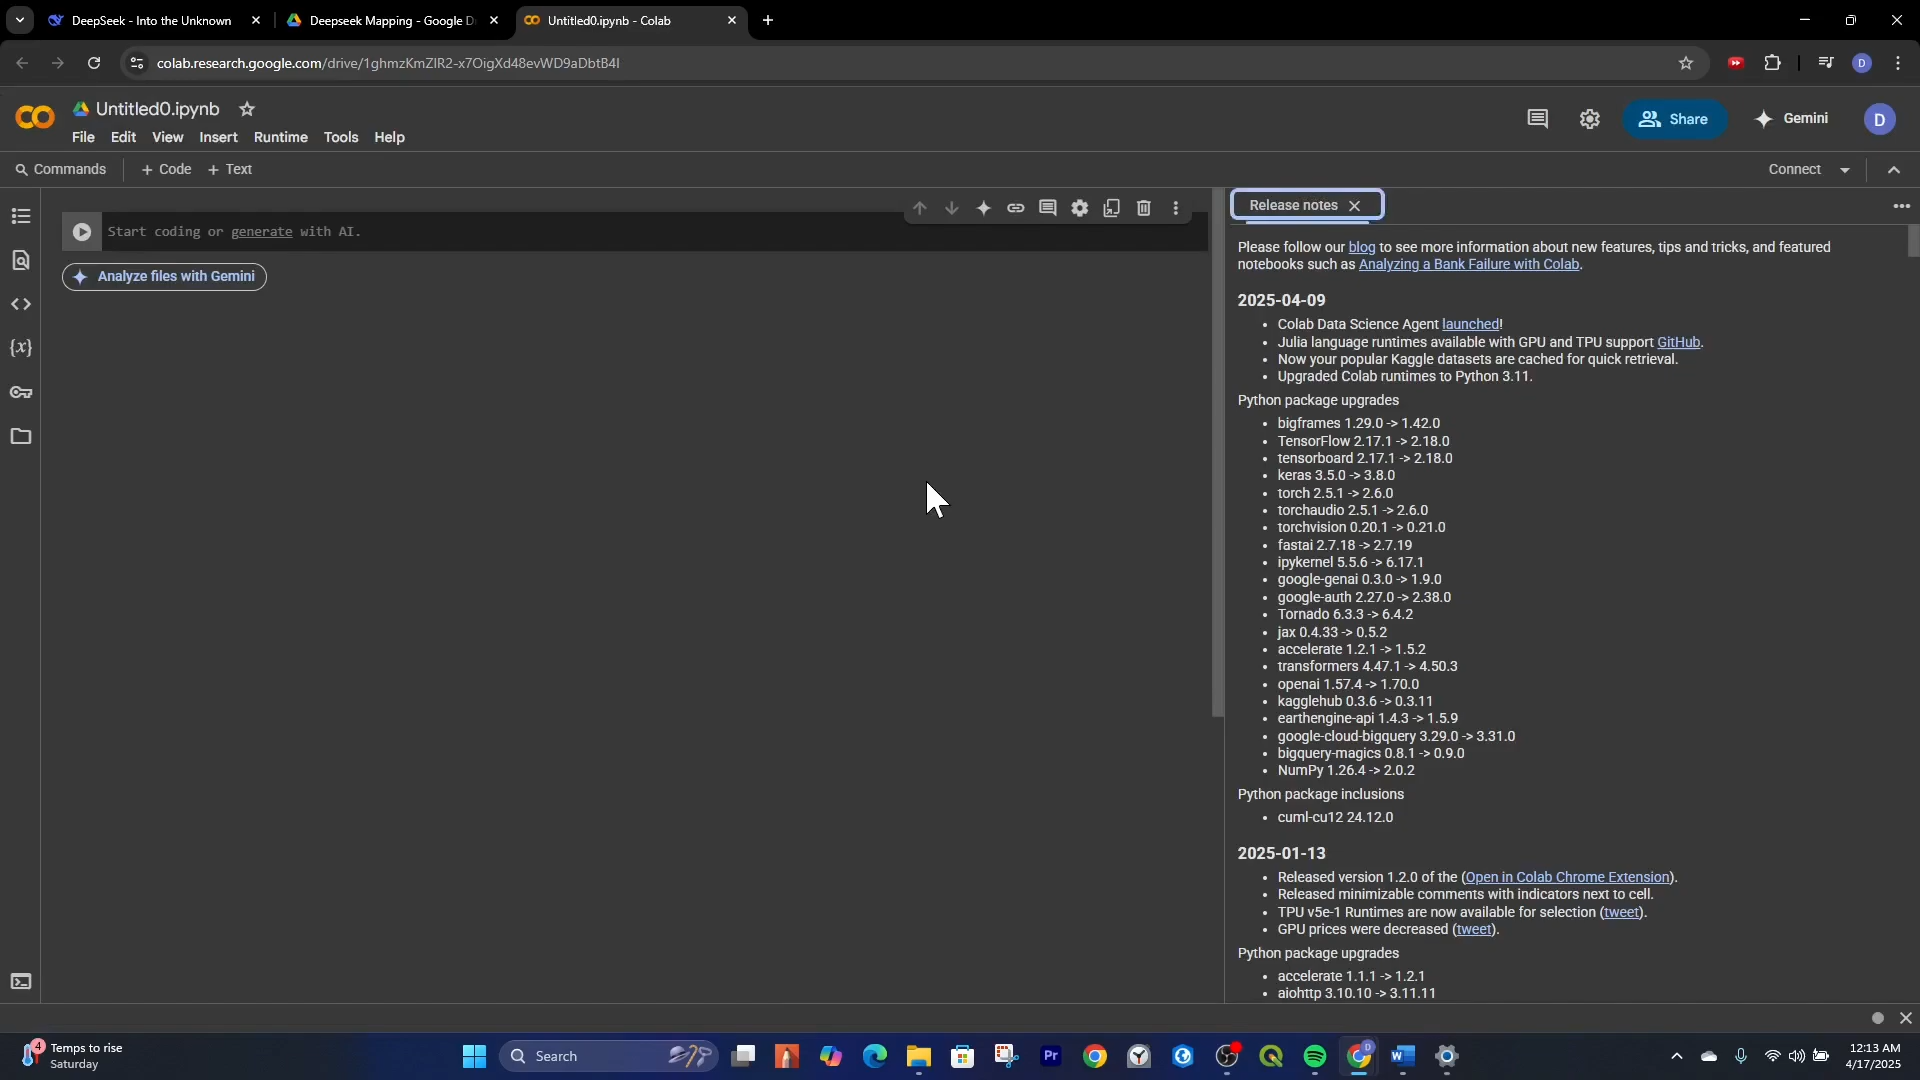 DeepSeek - Into the Unknown
Deepseek Mapping - Google D
Untitled0.ipynb - Colab
colab.research.google.com/drive/1ghmzKmZlR2-x7OigXd48evWD9aDbtB4I
D
Untitled0.ipynb
File Edit View Insert Runtime Tools Help
Share
Gemini
D
Commands
+ Code + Text
Connect
Start coding or generate with AI.
Analyze files with Gemini
Release notes
Please follow our blog to see more information about new features, tips and tricks, and featured
notebooks such as Analyzing a Bank Failure with Colab.
2025-04-09
• Colab Data Science Agent launched!
• Julia language runtimes available with GPU and TPU support GitHub.
• Now your popular Kaggle datasets are cached for quick retrieval.
• Upgraded Colab runtimes to Python 3.11.
Python package upgrades
• bigframes 1.29.0 -> 1.42.0
• TensorFlow 2.17.1 -> 2.18.0
• tensorboard 2.17.1 -> 2.18.0
• keras 3.5.0 -> 3.8.0
• torch 2.5.1 -> 2.6.0
• torchaudio 2.5.1 -> 2.6.0
• torchvision 0.20.1 -> 0.21.0
• fastai 2.7.18 -> 2.7.19
• ipykernel 5.5.6 -> 6.17.1
• google-genai 0.3.0 -> 1.9.0
• google-auth 2.27.0 -> 2.38.0
• Tornado 6.3.3 -> 6.4.2
• jax 0.4.33 -> 0.5.2
• accelerate 1.2.1 -> 1.5.2
• transformers 4.47.1 -> 4.50.3
• openai 1.57.4 -> 1.70.0
• kagglehub 0.3.6 -> 0.3.11
• earthengine-api 1.4.3 -> 1.5.9
• google-cloud-bigquery 3.29.0 -> 3.31.0
• bigquery-magics 0.8.1 -> 0.9.0
• NumPy 1.26.4 -> 2.0.2
Python package inclusions
• cuml-cu12 24.12.0
2025-01-13
• Released version 1.2.0 of the (Open in Colab Chrome Extension).
• Released minimizable comments with indicators next to cell.
• TPU v5e-1 Runtimes are now available for selection (tweet).
• GPU prices were decreased (tweet).
Python package upgrades
• accelerate 1.1.1 -> 1.2.1
• aiohttp 3.10.10 -> 3.11.11
4
Temps to rise
Saturday
Search
Pr
D
12:13 AM
4/17/2025